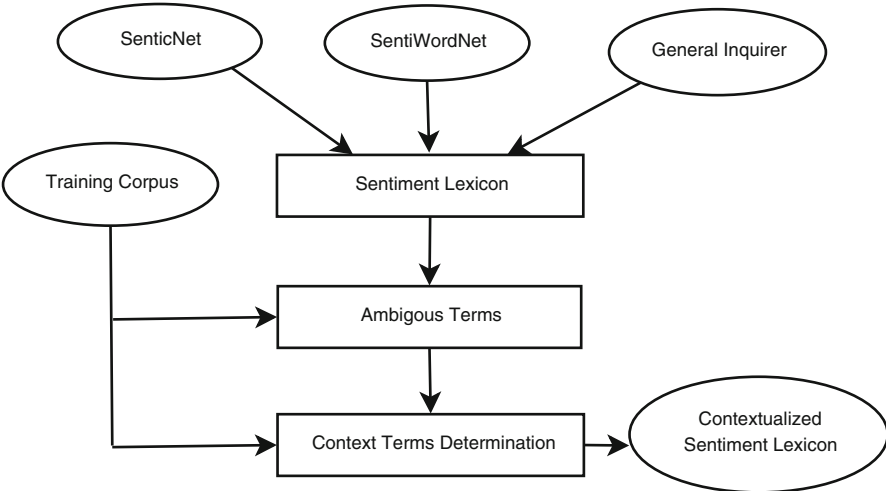 SenticNet
SentiWordNet
General Inquirer
Training Corpus
Sentiment Lexicon
Ambigous Terms
Context Terms Determination
Contextualized
Sentiment Lexicon